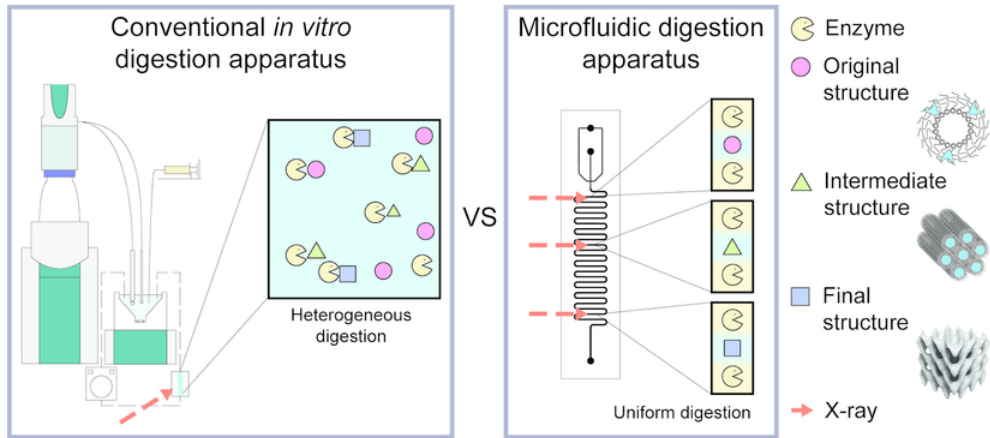 Conventional in vitro
digestion apparatus
Heterogeneous
digestion
VS
Microfluidic digestion
apparatus
Uniform digestion
Enzyme
Original
structure
Intermediate
structure
Final
structure
X-ray